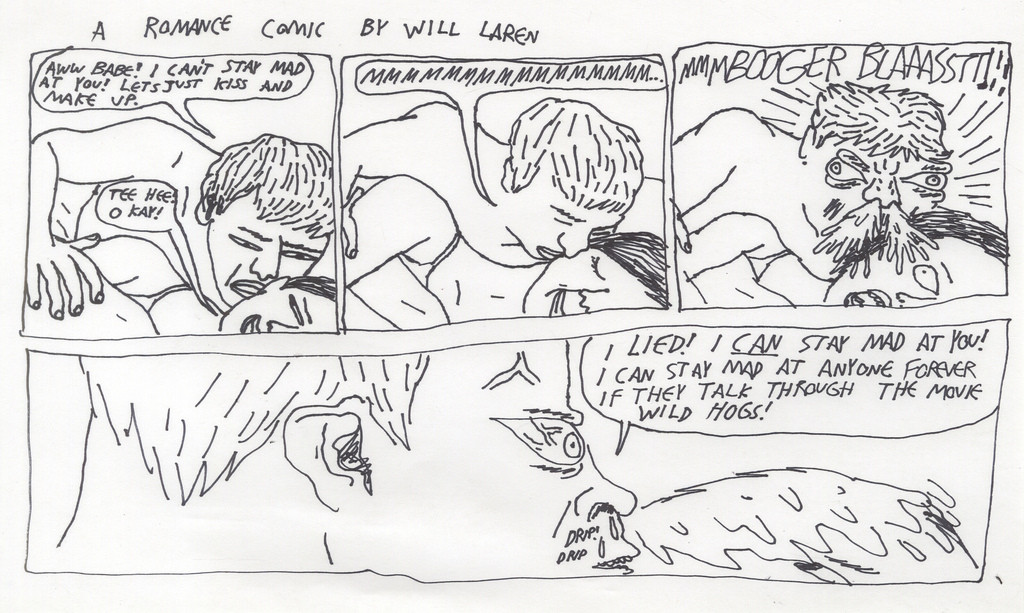 A ROMANCE COMIC BY WILL LAREN
AWW BABE! I CAN'T STAY MAD
AT YOU! LETS JUST KISS AND
MAKE UP.
TEE HEE!
O KAY!
MMMMMMMMMMMMMMMMM...
MMMBOOGER BLAAASSTTT!!!
I LIED! I CAN STAY MAD AT YOU!
I CAN STAY MAD AT ANYONE FOREVER
IF THEY TALK THROUGH THE MOVIE
WILD HOGS!
DRIP!
DRIP